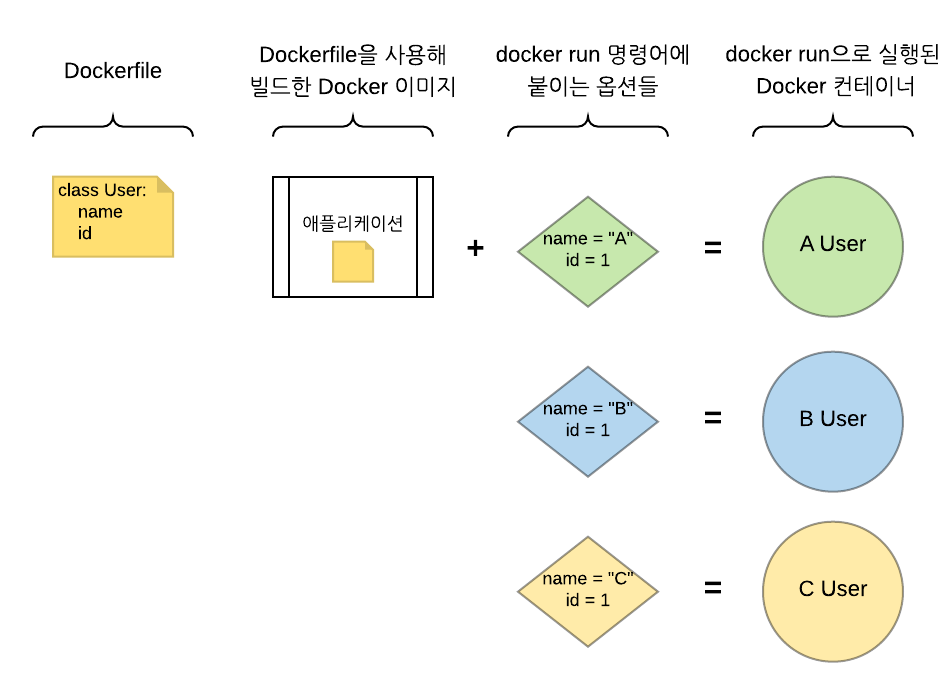 Dockerfile
Dockerfile을 사용해
빌드한 Docker 이미지
docker run 명령어에
붙이는 옵션들
docker run으로 실행된
Docker 컨테이너
class User:
name
id
애플리케이션
+
name = "A"
id = 1
=
A User
name = "B"
id = 1
=
B User
name = "C"
id = 1
=
C User